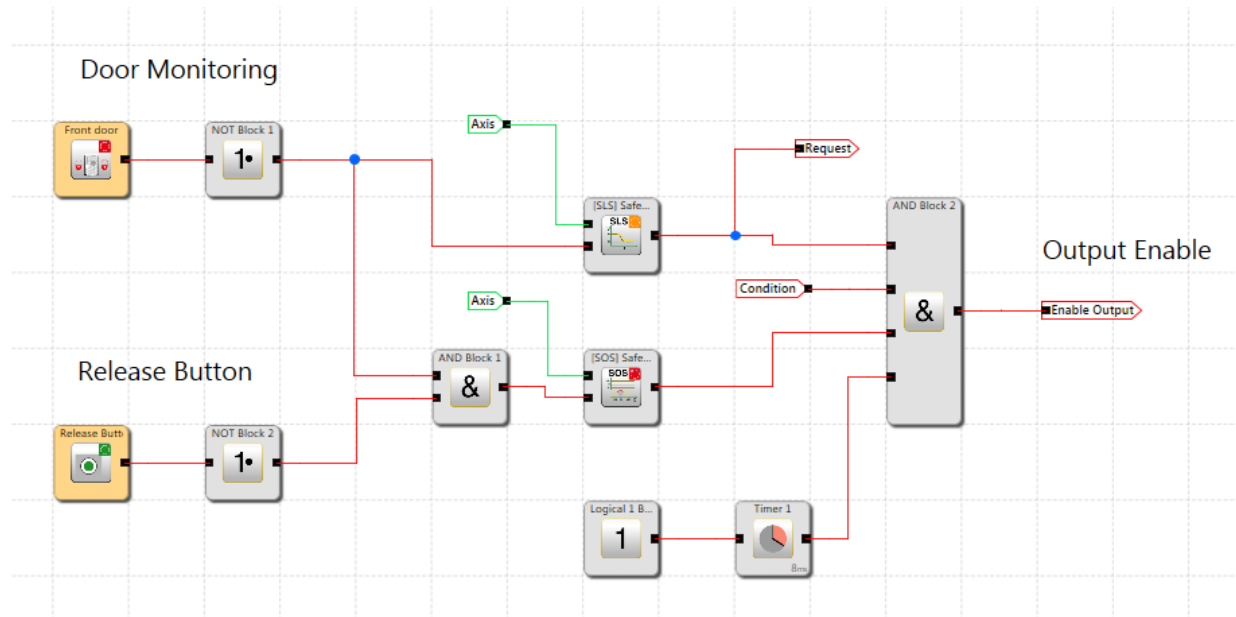 Door Monitoring
Front door
NOT Block 1
1
Axis
Request
[SLS] Safe...
SLS
AND Block 2
Output Enable
Condition
Axis
&
Enable Output
Release Button
AND Block 1
&
[SOS] Safe...
SOS
Release Butt
NOT Block 2
1
Logical 1 B...
1
Timer 1
8ms